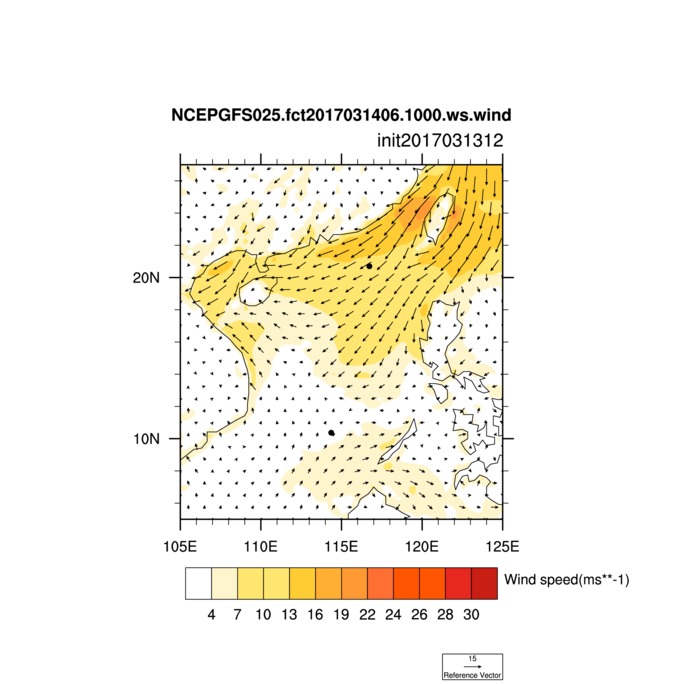 NCEPGFS025.fct2017031406.1000.ws.wind
init2017031312
20N
10N
105E 110E 115E 120E 125E
Wind speed(ms**-1)
4 7 10 13 16 19 22 24 26 28 30
15
Reference Vector